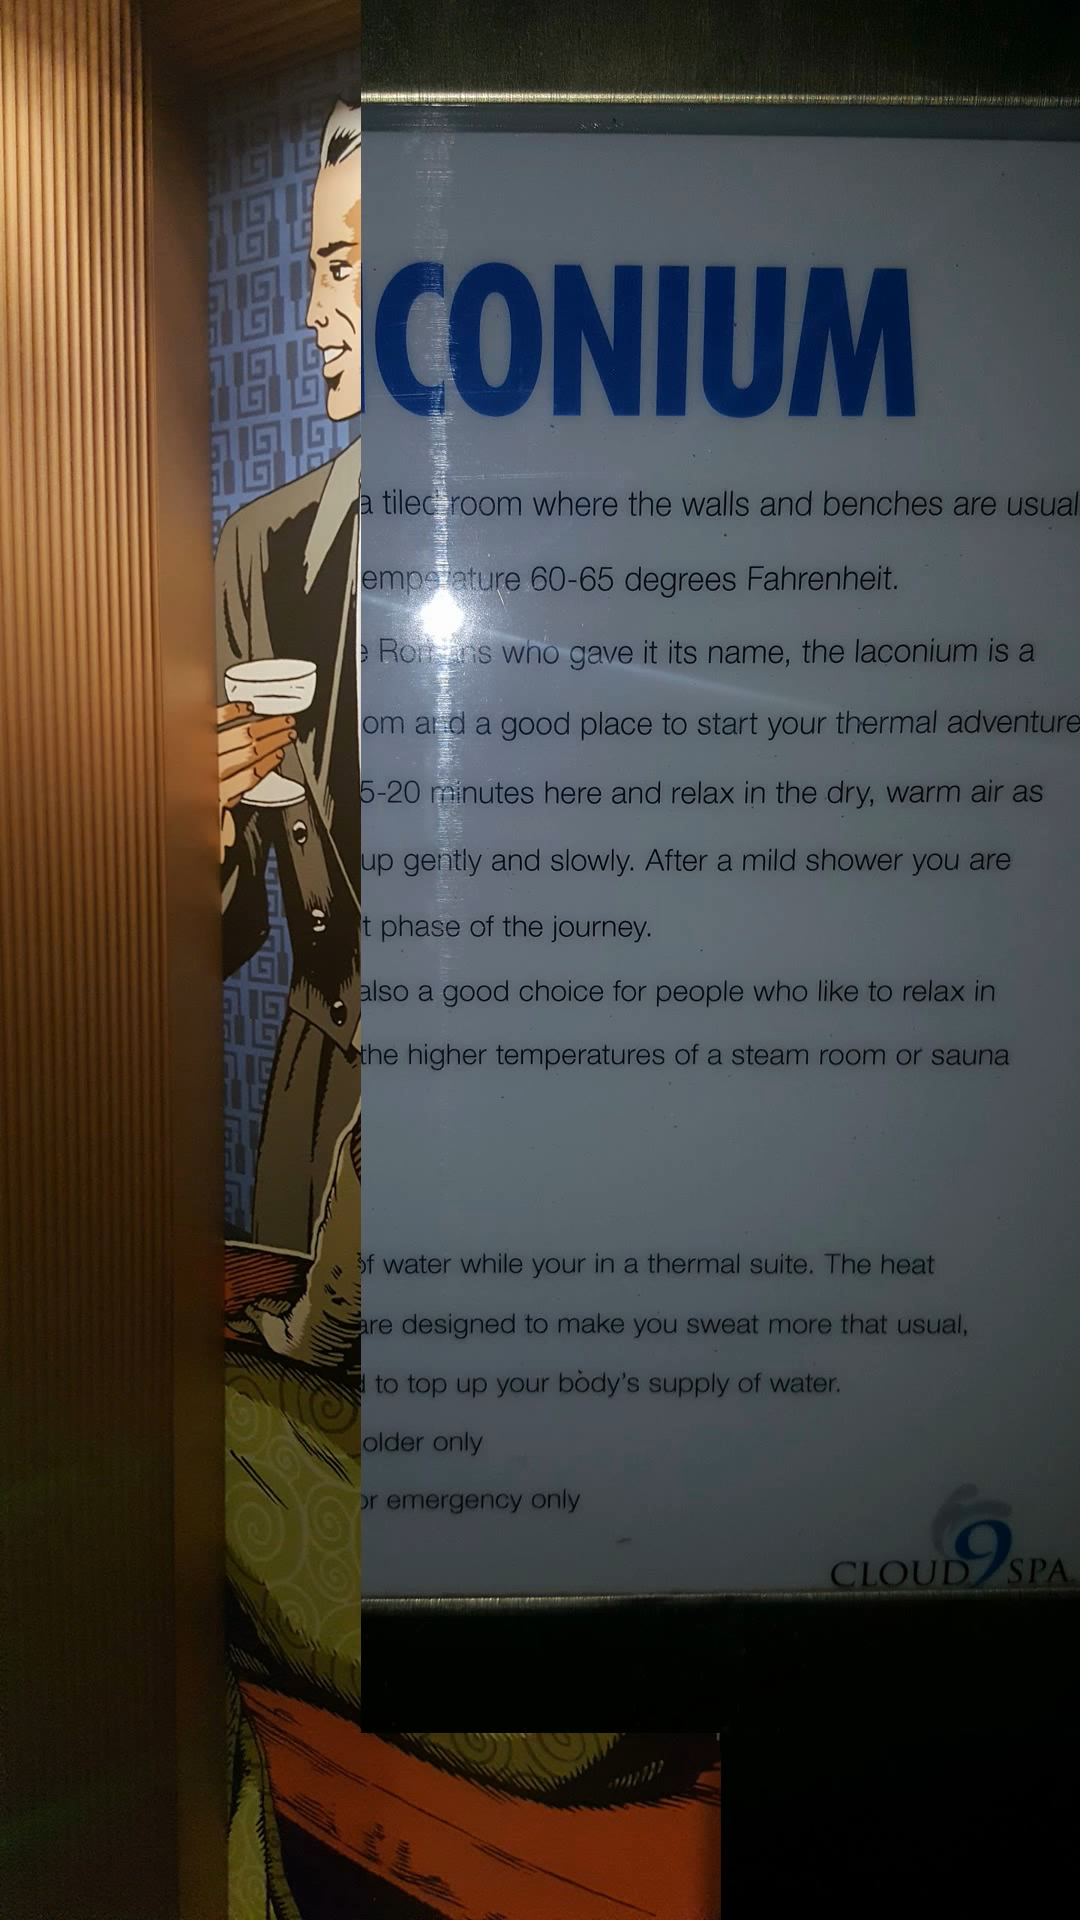 CONIUM
a tiled room where the walls and benches are usual
60-65 degrees Fahrenheit.
Romans who gave it its name, the laconium is a
and a good place to start your thermal adventure
5-20 minutes here and relax in the dry, warm air as
up gently and slowly. After a mild shower you are
t phase of the journey.
also a good choice for people who like to relax in
the higher temperatures of a steam room or sauna
of water while your in a thermal suite. The heat
are designed to make you sweat more that usual,
to top up your body's supply of water.
older only
or emergency only
CLOUD 9 SPA